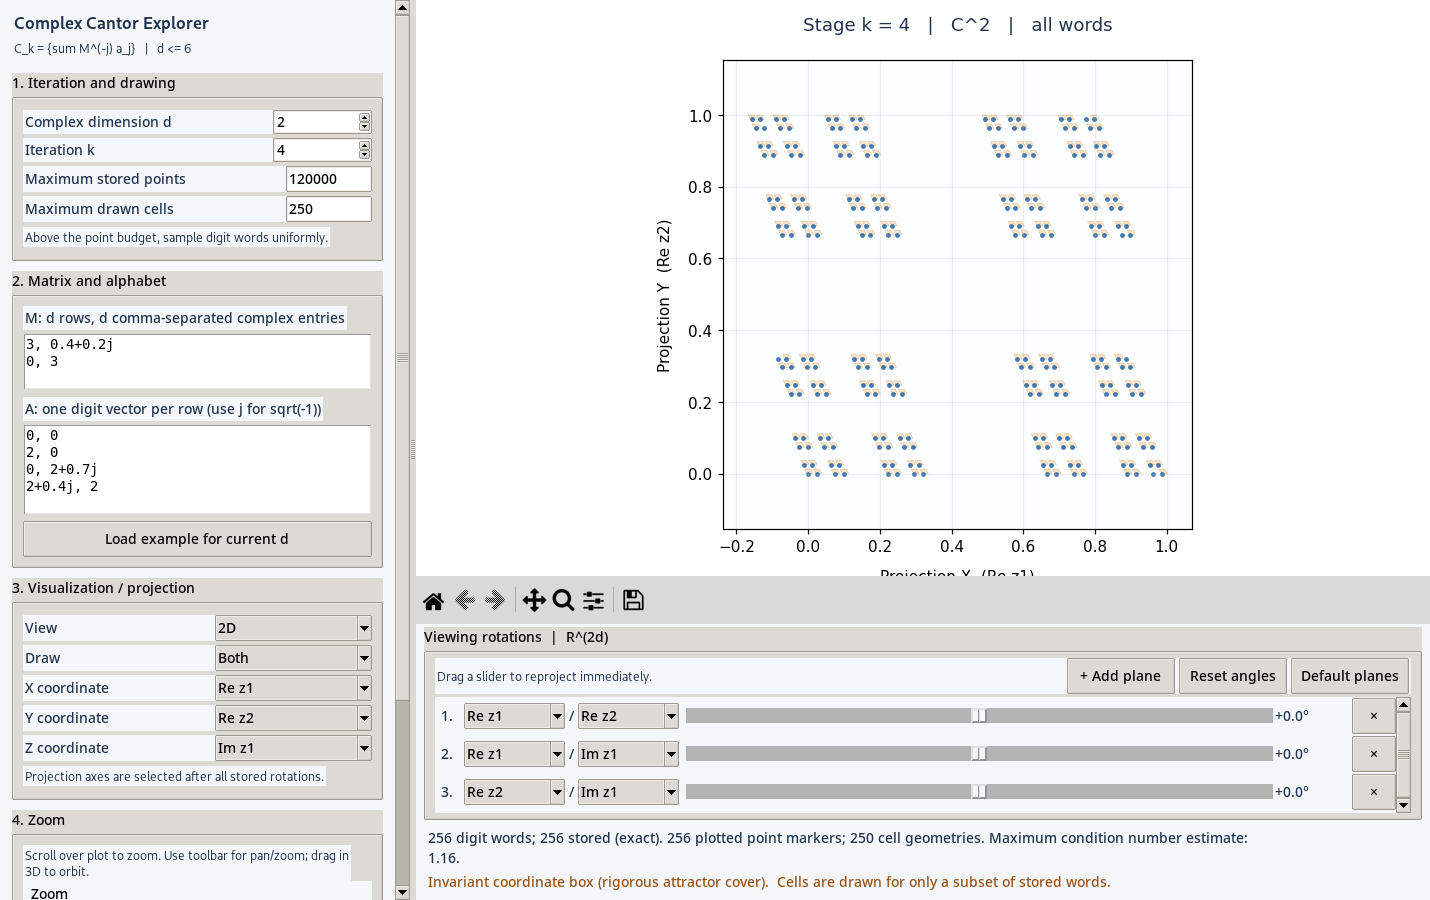 Complex Cantor Explorer
C_k = {sum M^(-j) a_j} | d <= 6
1. Iteration and drawing
Complex dimension d 2
Iteration k 4
Maximum stored points 120000
Maximum drawn cells 250
Above the point budget, sample digit words uniformly.
2. Matrix and alphabet
M: d rows, d comma-separated complex entries
3, 0.4+0.2j
0, 3
A: one digit vector per row (use j for sqrt(-1))
0, 0
2, 0
0, 2+0.7j
2+0.4j, 2
Load example for current d
3. Visualization / projection
View 2D
Draw Both
X coordinate Re z1
Y coordinate Re z2
Z coordinate Im z1
Projection axes are selected after all stored rotations.
4. Zoom
Scroll over plot to zoom. Use toolbar for pan/zoom; drag in
3D to orbit.
Zoom
Stage k = 4 | C^2 | all words
Projection Y (Re z2)
1.0
0.8
0.6
0.4
0.2
0.0
−0.2 0.0 0.2 0.4 0.6 0.8 1.0
Projection X (Re z1)
Viewing rotations | R^(2d)
Drag a slider to reproject immediately.
+ Add plane Reset angles Default planes
1. Re z1 / Re z2 +0.0° ×
2. Re z1 / Im z1 +0.0° ×
3. Re z2 / Im z1 +0.0° ×
256 digit words; 256 stored (exact). 256 plotted point markers; 250 cell geometries. Maximum condition number estimate:
1.16.
Invariant coordinate box (rigorous attractor cover). Cells are drawn for only a subset of stored words.